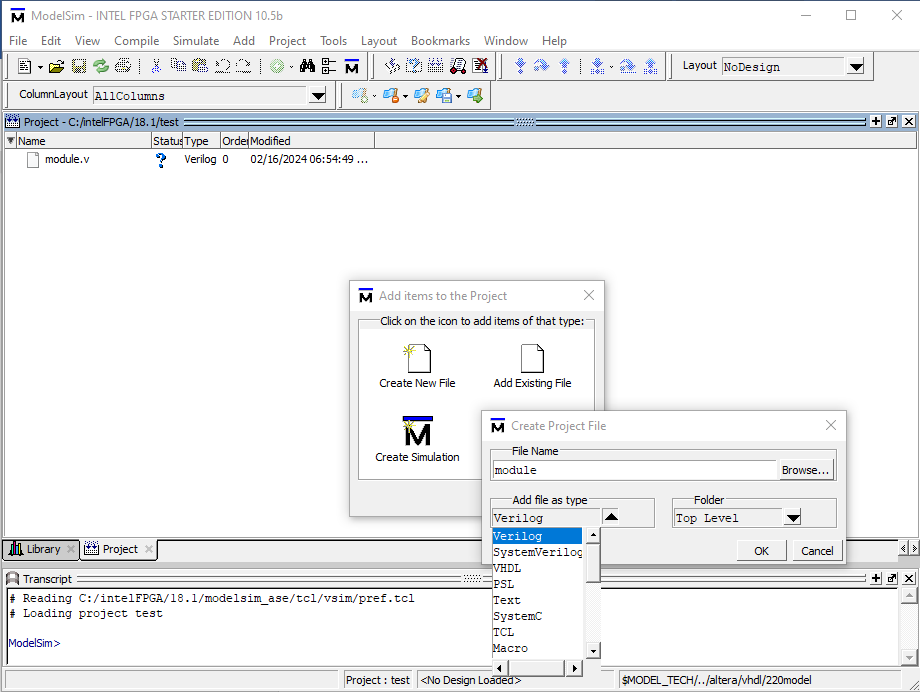 ModelSim - INTEL FPGA STARTER EDITION 10.5b
File Edit View Compile Simulate Add Project Tools Layout Bookmarks Window Help
Layout NoDesign
ColumnLayout AllColumns
Project - C:/intelFPGA/18.1/test
Name Status Type Order Modified
module.v ? Verilog 0 02/16/2024 06:54:49 ...
Add items to the Project
Click on the icon to add items of that type:
Create New File Add Existing File
Create Simulation
Create Project File
File Name
module Browse...
Add file as type Folder
Verilog Top Level
Verilog
SystemVerilog
VHDL
PSL
Text
SystemC
TCL
Macro
OK Cancel
Library Project
Transcript
# Reading C:/intelFPGA/18.1/modelsim_ase/tcl/vsim/pref.tcl
# Loading project test
ModelSim>
Project : test <No Design Loaded> $MODEL_TECH/../altera/vhdl/220model